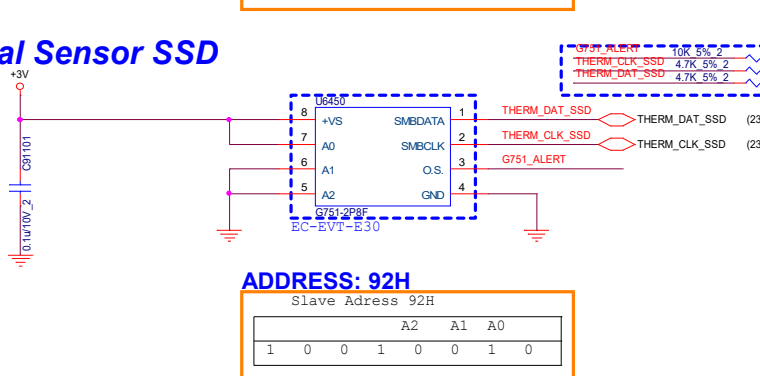 al Sensor SSD
+3V
C91101
0.1u/10V_2
U6450
8 +VS SMBDATA 1
7 A0 SMBCLK 2
6 A1 O.S. 3
5 A2 GND 4
G751-2P8F
EC-EVT-E30
THERM_DAT_SSD THERM_DAT_SSD (23
THERM_CLK_SSD THERM_CLK_SSD (23
G751_ALERT
G751_ALERT 10K_5%_2
THERM_CLK_SSD 4.7K_5%_2
THERM_DAT_SSD 4.7K_5%_2
ADDRESS: 92H
Slave Adress 92H
A2 A1 A0
1 0 0 1 0 0 1 0